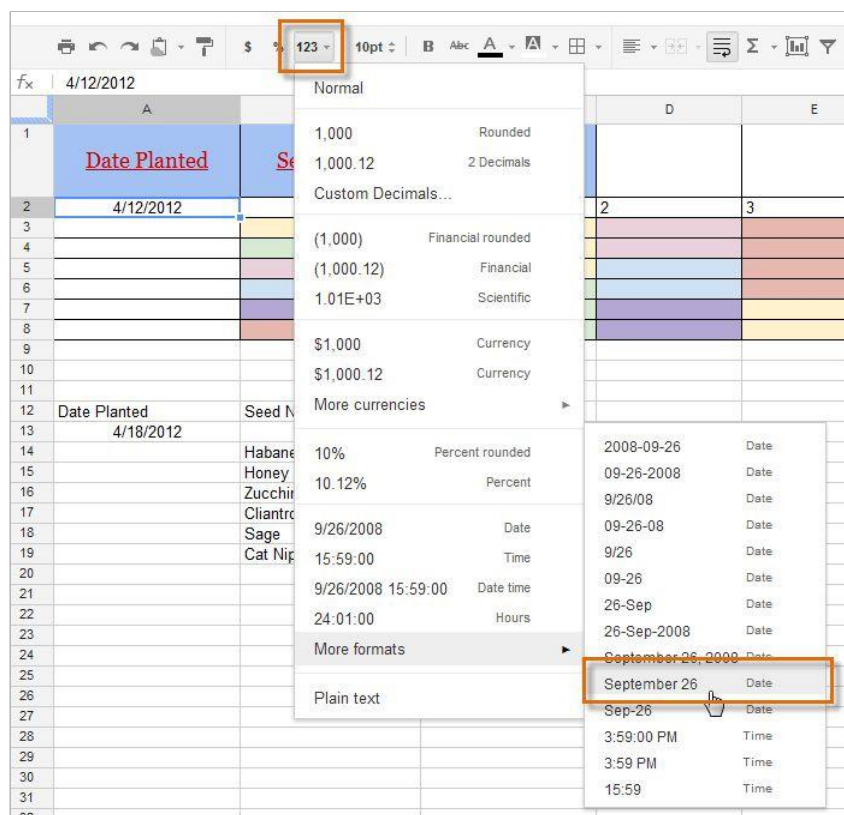 $ % 123 10pt B Abc A A Σ
fx 4/12/2012
A D E
1 Date Planted Se
2 4/12/2012 2 3
3
4
5
6
7
8
9
10
11
12 Date Planted Seed N
13 4/18/2012
14 Habane
15 Honey
16 Zucchin
17 Cliantro
18 Sage
19 Cat Nip
20
21
22
23
24
25
26
27
28
29
30
31
Normal
1,000 Rounded
1,000.12 2 Decimals
Custom Decimals...
(1,000) Financial rounded
(1,000.12) Financial
1.01E+03 Scientific
$1,000 Currency
$1,000.12 Currency
More currencies
10% Percent rounded
10.12% Percent
9/26/2008 Date
15:59:00 Time
9/26/2008 15:59:00 Date time
24:01:00 Hours
More formats
Plain text
2008-09-26 Date
09-26-2008 Date
9/26/08 Date
09-26-08 Date
9/26 Date
09-26 Date
26-Sep Date
26-Sep-2008 Date
September 26, 2008 Date
September 26 Date
Sep-26 Date
3:59:00 PM Time
3:59 PM Time
15:59 Time